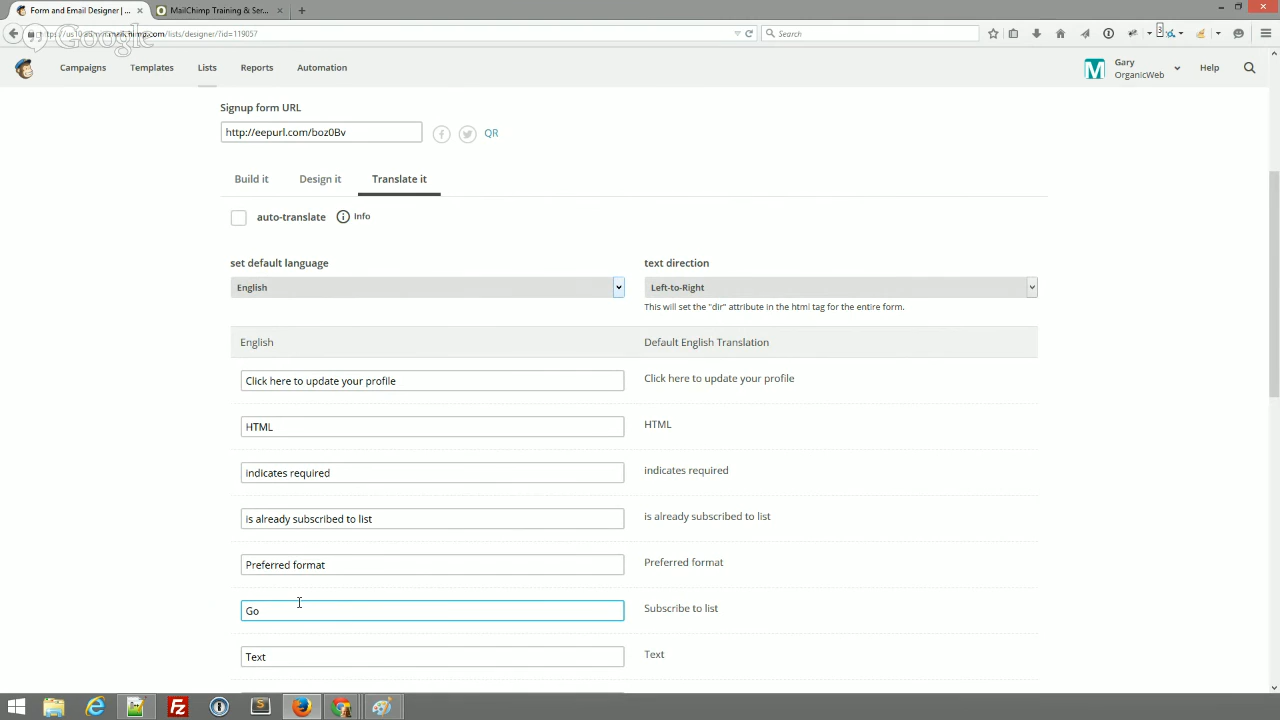 Form and Email Designer | ...
MailChimp Training & Ser...
Google
lists/designer/?id=119057
Search
Campaigns
Templates
Lists
Reports
Automation
Gary
OrganicWeb
Help
Signup form URL
http://eepurl.com/boz0Bv
QR
Build it
Design it
Translate it
auto-translate
Info
set default language
text direction
English
Left-to-Right
This will set the "dir" attribute in the html tag for the entire form.
English
Default English Translation
Click here to update your profile
Click here to update your profile
HTML
HTML
indicates required
indicates required
is already subscribed to list
is already subscribed to list
Preferred format
Preferred format
Go
Subscribe to list
Text
Text